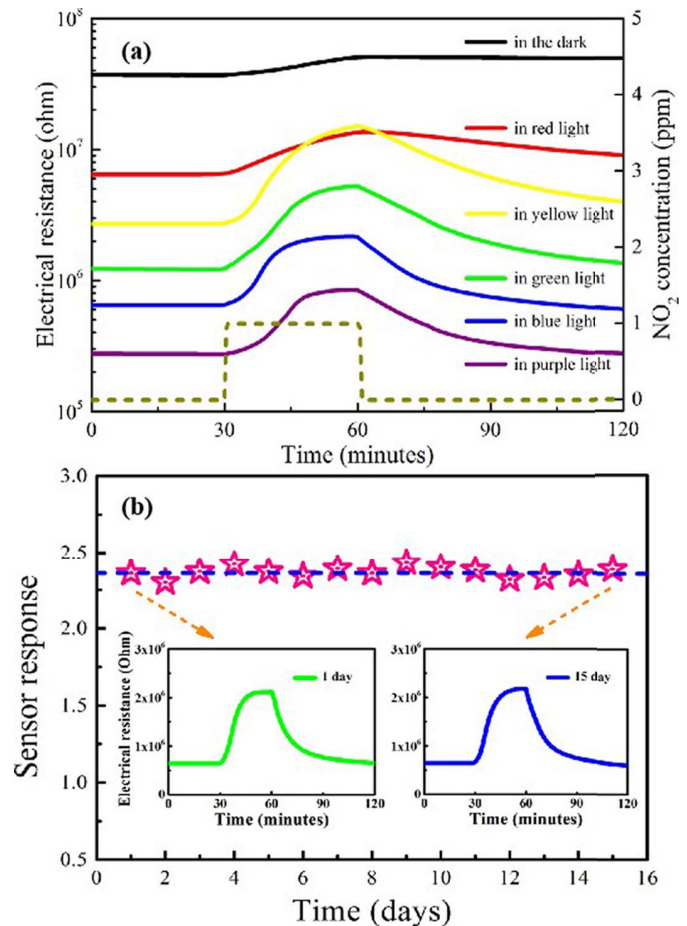 (a)
Electrical resistance (ohm)
10⁸
10⁷
10⁶
10⁵
in the dark
in red light
in yellow light
in green light
in blue light
in purple light
5
4
3
2
1
0
NO₂ concentration (ppm)
0 30 60 90 120
Time (minutes)
(b)
Sensor response
3.0
2.5
2.0
1.5
1.0
0.5
Electrical resistance (Ohm)
3x10⁶
2x10⁶
1x10⁶
0
1 day
0 30 60 90 120
Time (minutes)
3x10⁶
2x10⁶
1x10⁶
0
15 day
0 30 60 90 120
Time (minutes)
0 2 4 6 8 10 12 14 16
Time (days)